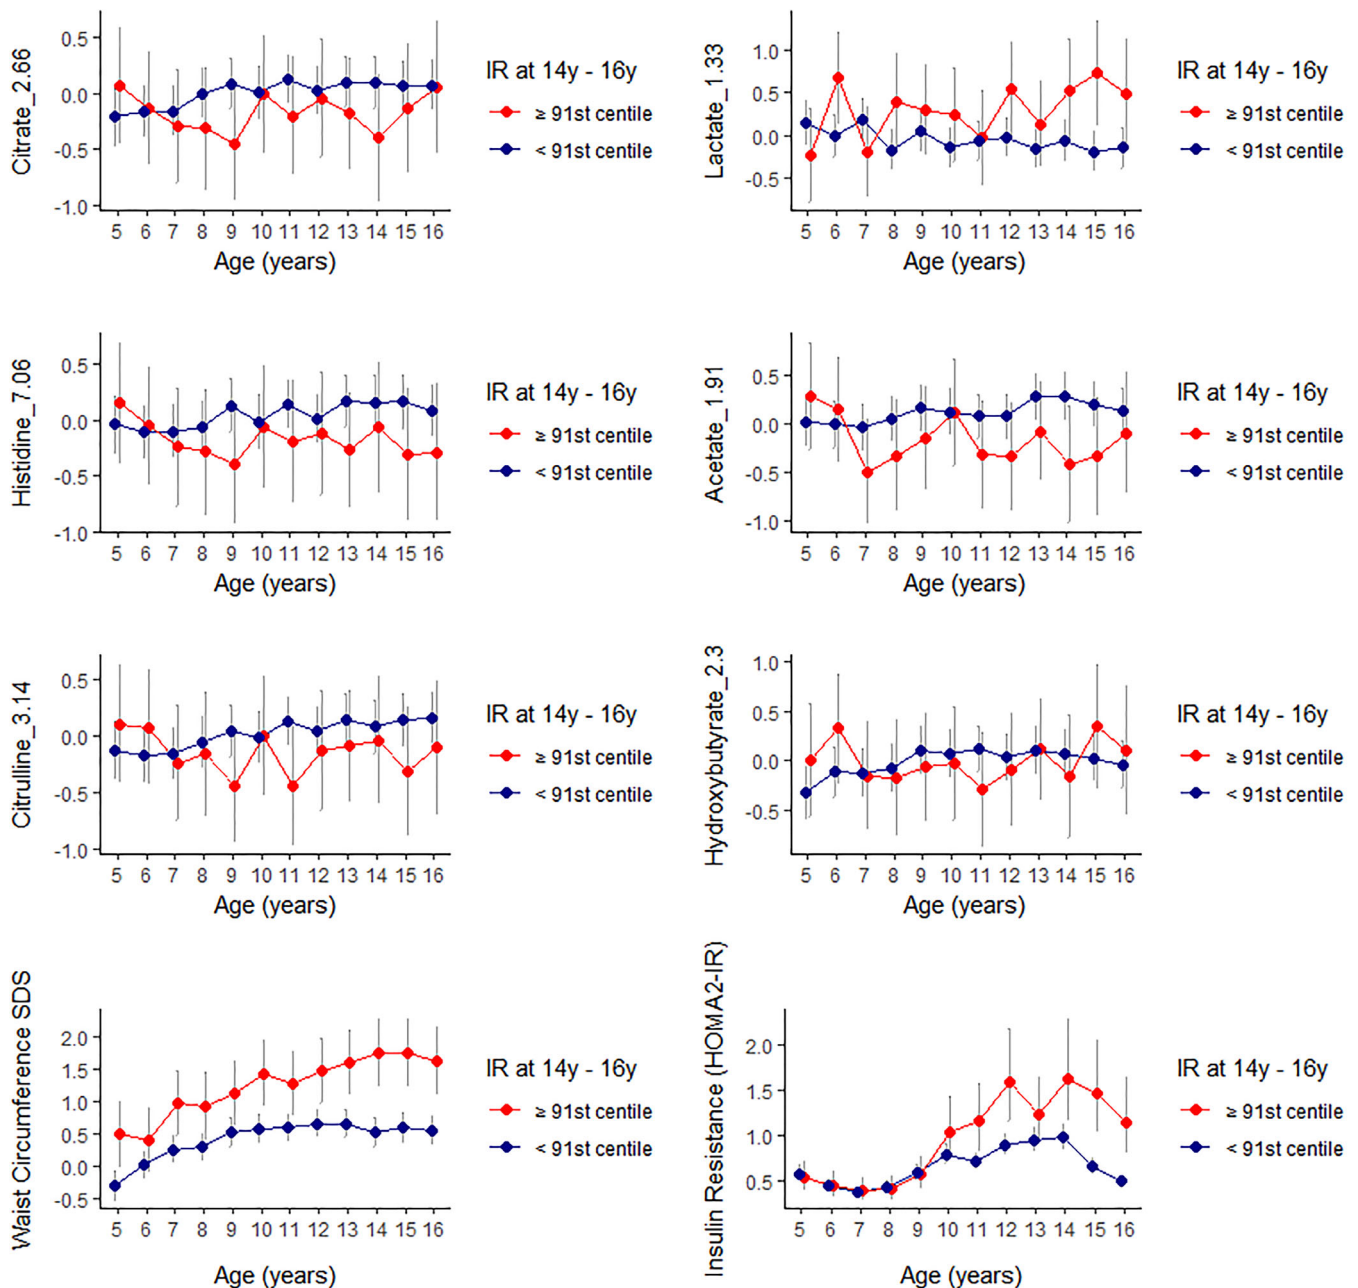 Citrate_2.66
0.5
0.0
-0.5
-1.0
5 6 7 8 9 10 11 12 13 14 15 16
Age (years)
IR at 14y - 16y
≥ 91st centile
< 91st centile
Lactate_1.33
1.0
0.5
0.0
-0.5
5 6 7 8 9 10 11 12 13 14 15 16
Age (years)
IR at 14y - 16y
≥ 91st centile
< 91st centile
Histidine_7.06
0.5
0.0
-0.5
-1.0
5 6 7 8 9 10 11 12 13 14 15 16
Age (years)
IR at 14y - 16y
≥ 91st centile
< 91st centile
Acetate_1.91
0.5
0.0
-0.5
-1.0
5 6 7 8 9 10 11 12 13 14 15 16
Age (years)
IR at 14y - 16y
≥ 91st centile
< 91st centile
Citrulline_3.14
0.5
0.0
-0.5
-1.0
5 6 7 8 9 10 11 12 13 14 15 16
Age (years)
IR at 14y - 16y
≥ 91st centile
< 91st centile
Hydroxybutyrate_2.3
1.0
0.5
0.0
-0.5
5 6 7 8 9 10 11 12 13 14 15 16
Age (years)
IR at 14y - 16y
≥ 91st centile
< 91st centile
Waist Circumference SDS
2.0
1.5
1.0
0.5
0.0
-0.5
5 6 7 8 9 10 11 12 13 14 15 16
Age (years)
IR at 14y - 16y
≥ 91st centile
< 91st centile
Insulin Resistance (HOMA2-IR)
2.0
1.5
1.0
0.5
5 6 7 8 9 10 11 12 13 14 15 16
Age (years)
IR at 14y - 16y
≥ 91st centile
< 91st centile